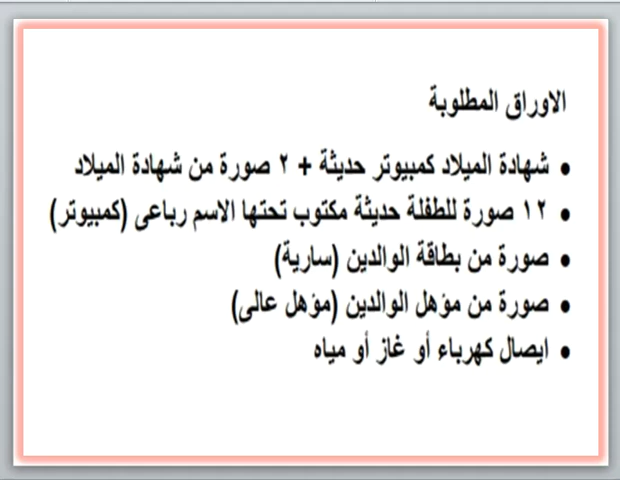 الاوراق المطلوبة
• شهادة الميلاد كمبيوتر حديثة + ٢ صورة من شهادة الميلاد
• ١٢ صورة للطفلة حديثة مكتوب تحتها الاسم رباعى (كمبيوتر)
• صورة من بطاقة الوالدين (سارية)
• صورة من مؤهل الوالدين (مؤهل عالى)
• ايصال كهرباء أو غاز أو مياه